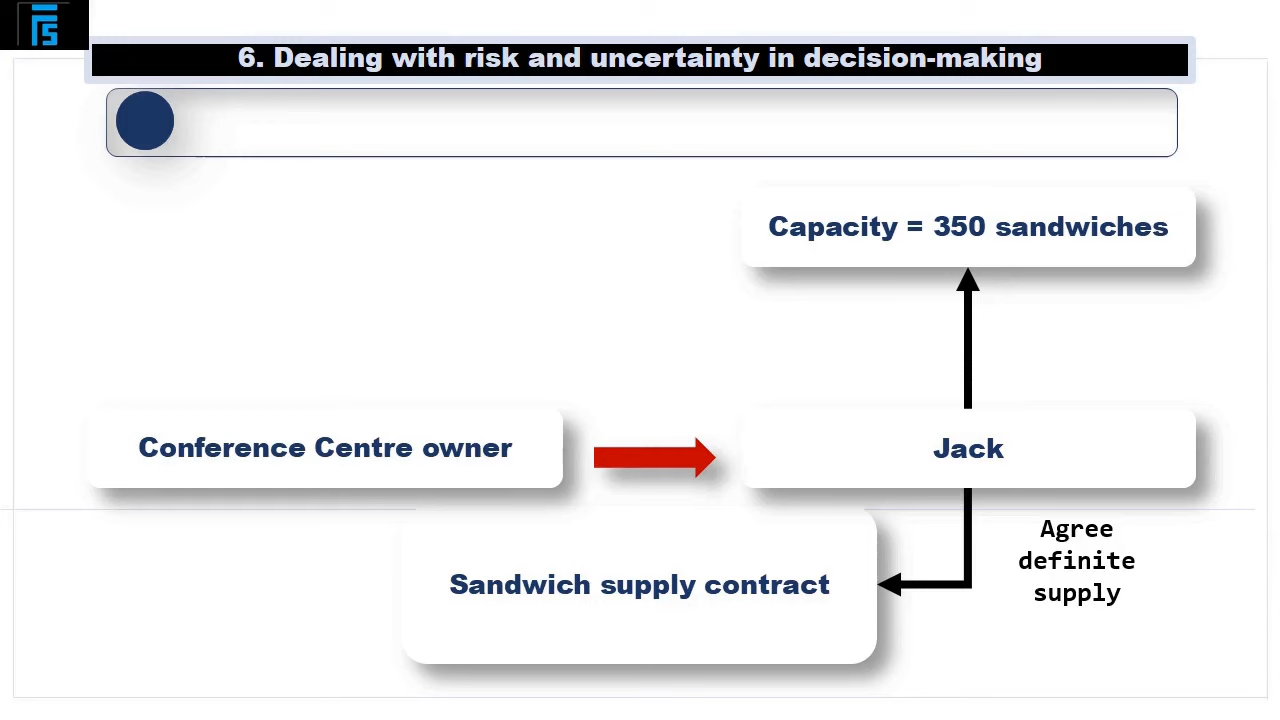 6. Dealing with risk and uncertainty in decision-making
Capacity = 350 sandwiches
Conference Centre owner
Jack
Agree
definite
supply
Sandwich supply contract